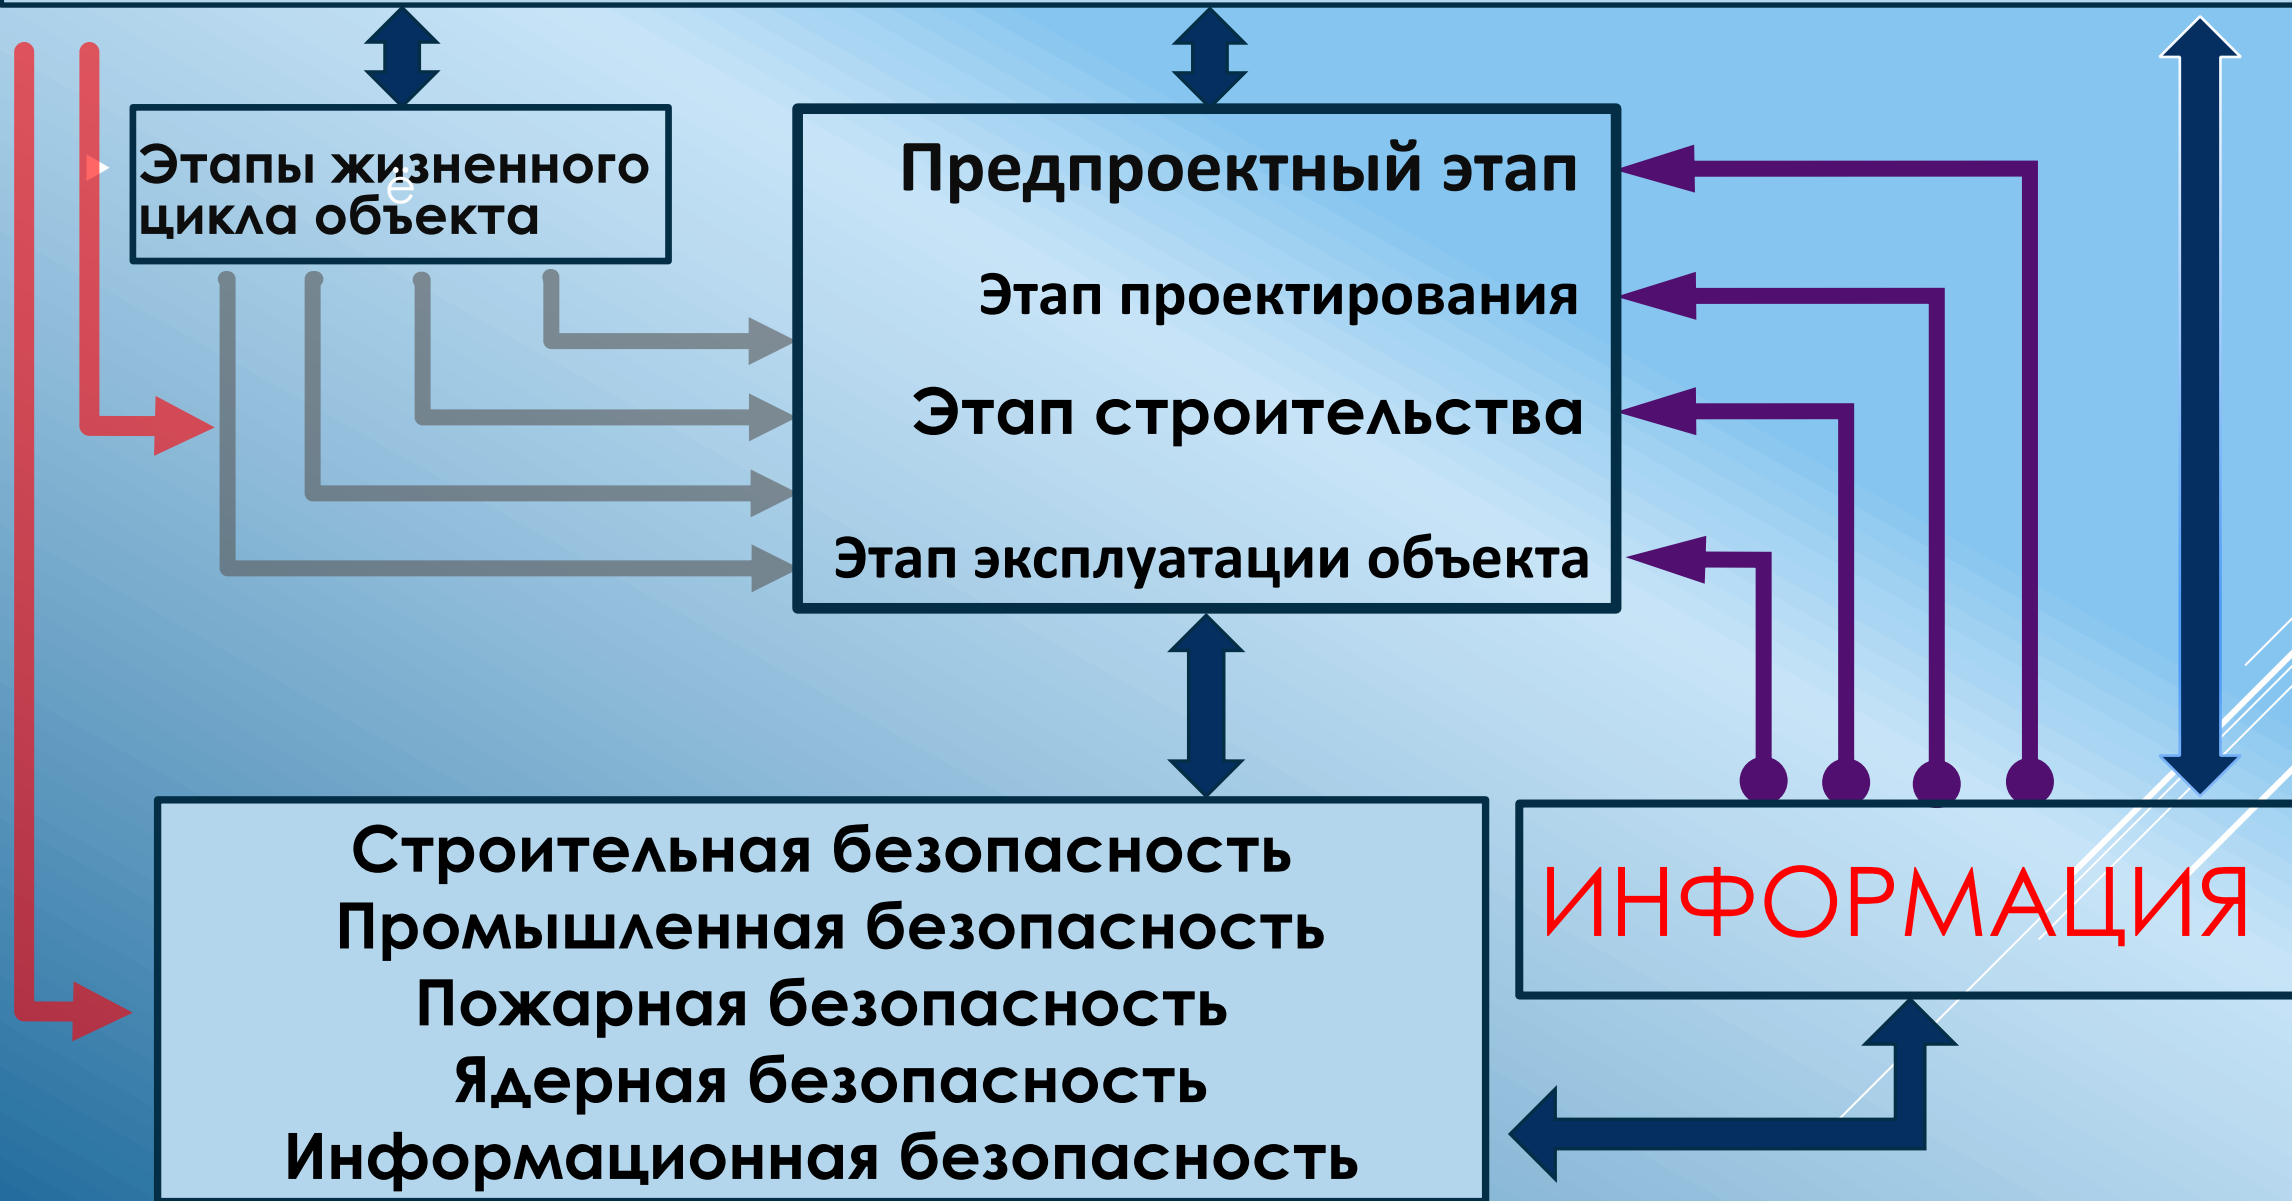 Этапы жизненного
цикла объекта
ё
Предпроектный этап
Этап проектирования
Этап строительства
Этап эксплуатации объекта
Строительная безопасность
Промышленная безопасность
Пожарная безопасность
Ядерная безопасность
Информационная безопасность
ИНФОРМАЦИЯ